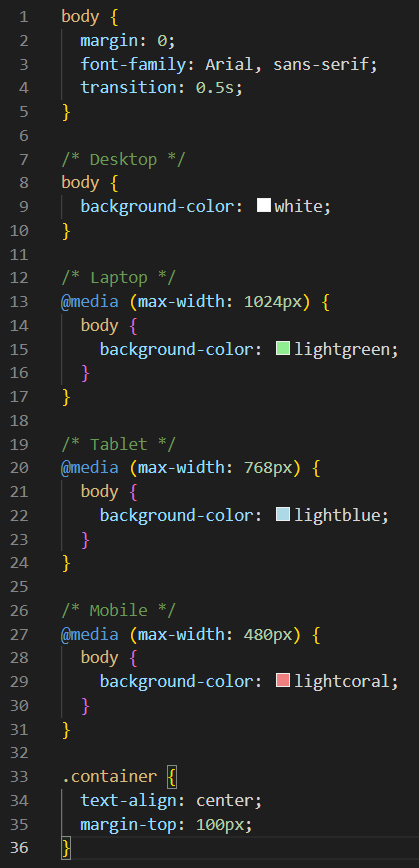 1 body {
2   margin: 0;
3   font-family: Arial, sans-serif;
4   transition: 0.5s;
5 }
6
7 /* Desktop */
8 body {
9   background-color: white;
10 }
11
12 /* Laptop */
13 @media (max-width: 1024px) {
14   body {
15     background-color: lightgreen;
16   }
17 }
18
19 /* Tablet */
20 @media (max-width: 768px) {
21   body {
22     background-color: lightblue;
23   }
24 }
25
26 /* Mobile */
27 @media (max-width: 480px) {
28   body {
29     background-color: lightcoral;
30   }
31 }
32
33 .container {
34   text-align: center;
35   margin-top: 100px;
36 }